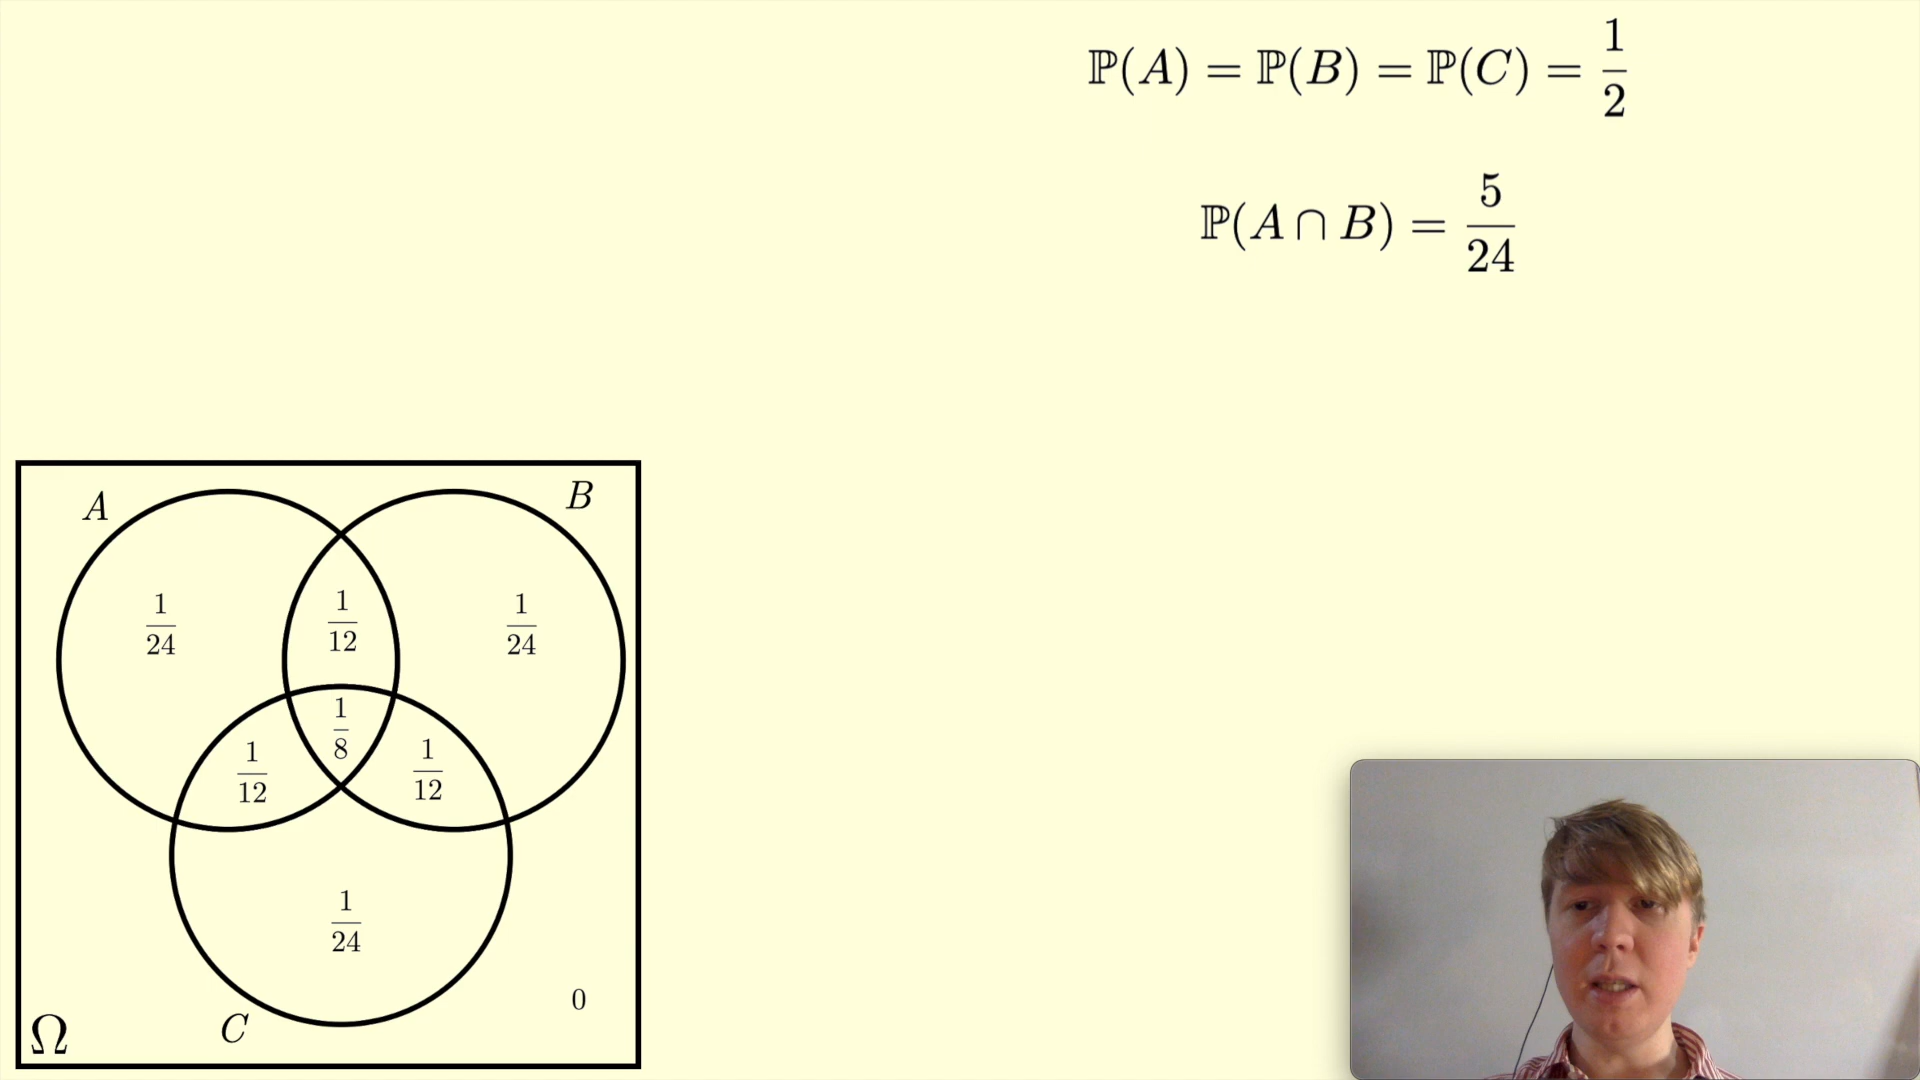 ℙ(A) = ℙ(B) = ℙ(C) = 1/2
ℙ(A ∩ B) = 5/24
A
B
1/24
1/12
1/24
1/8
1/12
1/12
1/24
0
Ω
C